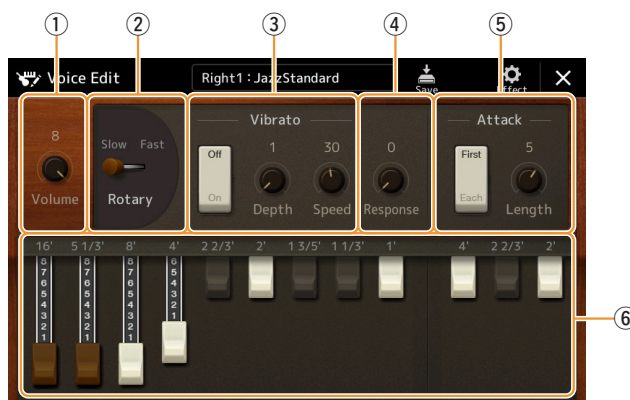 1 2 3 4 5
Voice Edit Right1 : JazzStandard Save Effect
Vibrato Attack
8 Slow Fast Off 1 30 0 First 5
On Each
Volume Rotary Depth Speed Response Length
16' 5 1/3' 8' 4' 2 2/3' 2' 1 3/5' 1 1/3' 1' 4' 2 2/3' 2'
8 8 8
7 7 7
6 6 6 6
5 5 5 5
4 4 4 4
3 3 3 3
2 2 2 2
1 1 1 1
6